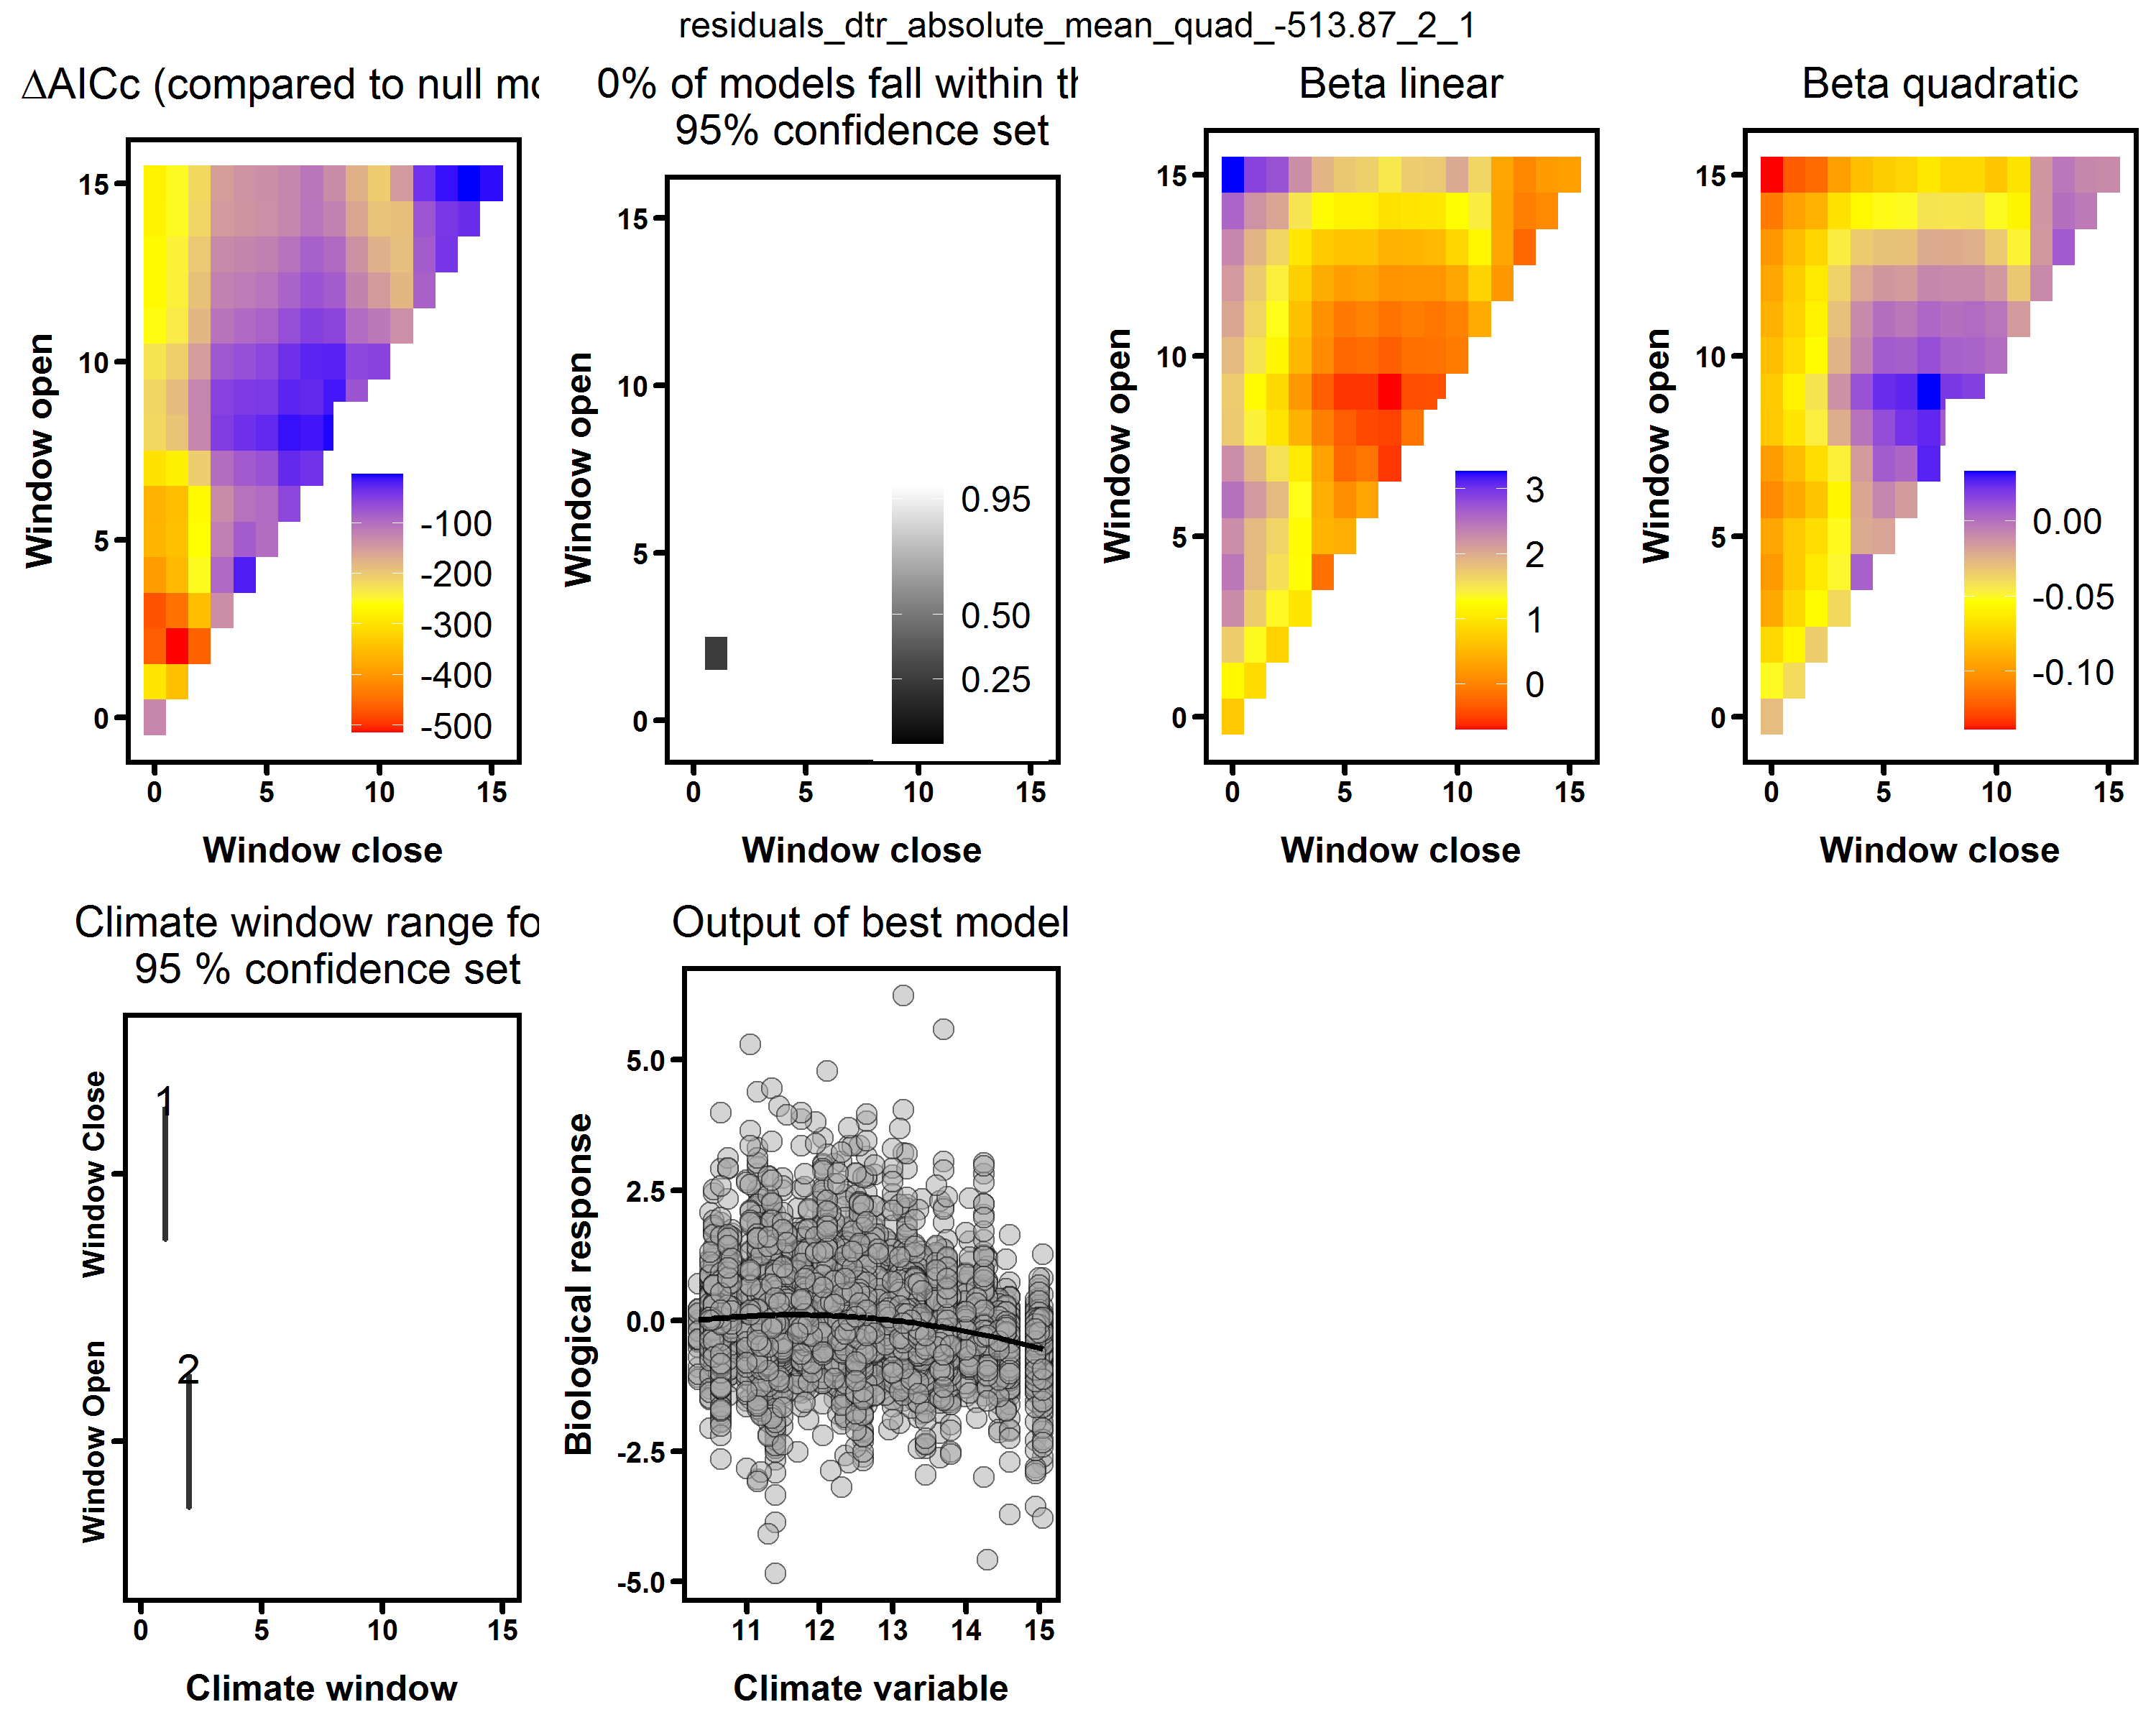 residuals_dtr_absolute_mean_quad_-513.87_2_1
ΔAICc (compared to null mo
0% of models fall within th
95% confidence set
Beta linear
Beta quadratic
Window open
15
10
5
0
-100
-200
-300
-400
-500
0 5 10 15
Window close
Window open
15
10
5
0
0.95
0.50
0.25
0 5 10 15
Window close
Window open
15
10
5
0
3
2
1
0
0 5 10 15
Window close
Window open
15
10
5
0
0.00
-0.05
-0.10
0 5 10 15
Window close
Climate window range fo
95 % confidence set
Window Close
Window Open
1
2
0 5 10 15
Climate window
Output of best model
Biological response
5.0
2.5
0.0
-2.5
-5.0
11 12 13 14 15
Climate variable